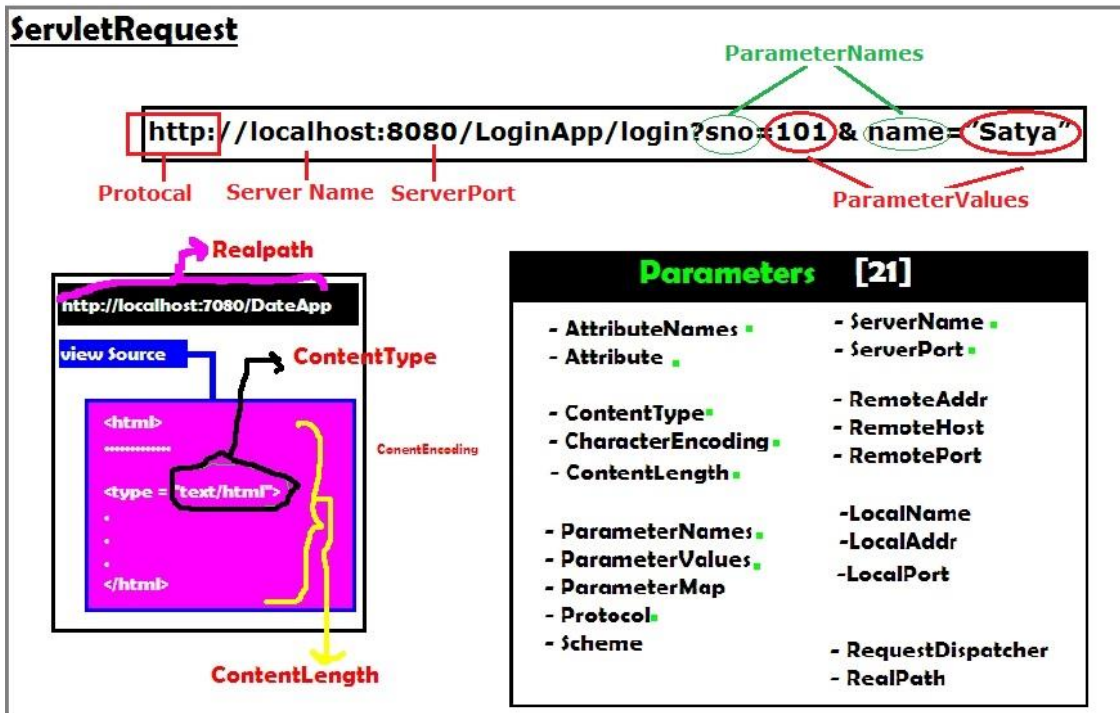 ServletRequest
ParameterNames
http://localhost:8080/LoginApp/login?sno=101 & name=”Satya”
Protocal
Server Name
ServerPort
ParameterValues
Realpath
http://localhost:7080/DateApp
view Source
ContentType
<html>
.............
<type = "text/html">
.
.
.
</html>
ConentEncoding
ContentLength
Parameters [21]
- AttributeNames
- Attribute
- ContentType
- CharacterEncoding
- ContentLength
- ParameterNames
- ParameterValues
- ParameterMap
- Protocol
- Scheme
- ServerName
- ServerPort
- RemoteAddr
- RemoteHost
- RemotePort
-LocalName
-LocalAddr
-LocalPort
- RequestDispatcher
- RealPath